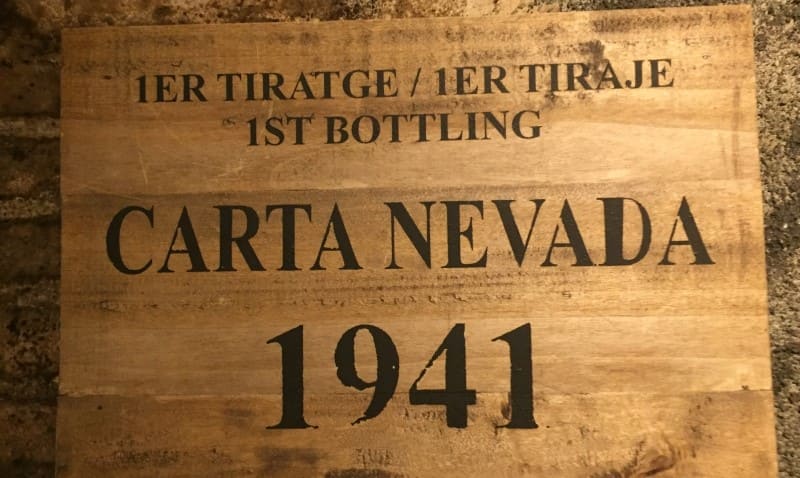 1ER TIRATGE / 1ER TIRAJE
1ST BOTTLING
CARTA NEVADA
1941